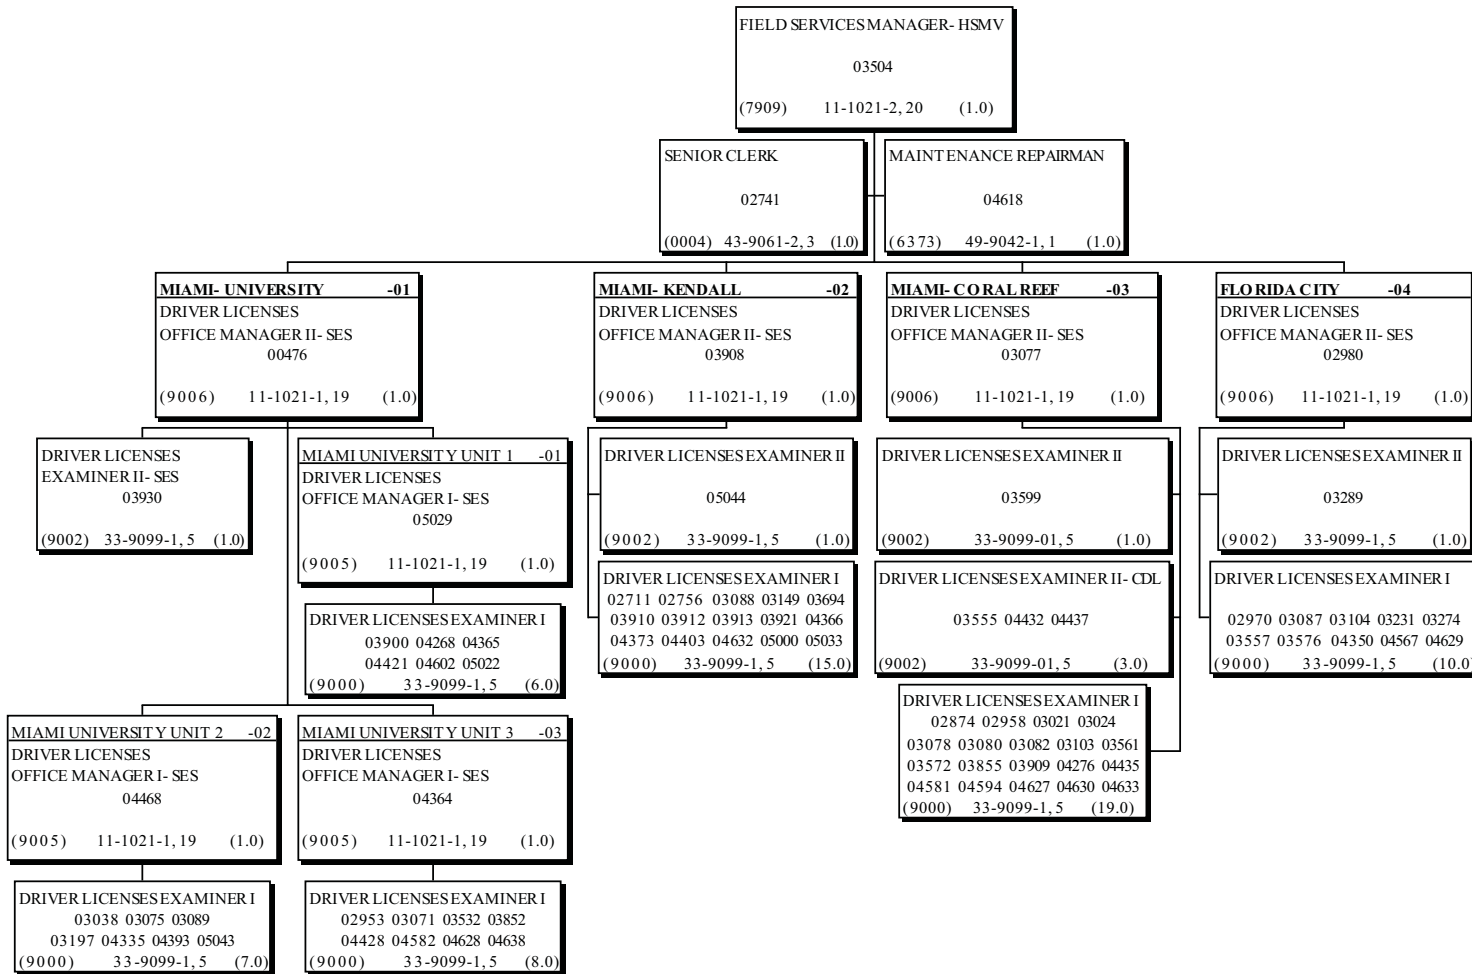 FIELD SERVICES MANAGER- HSMV
03504
(7909) 11-1021-2, 20 (1.0)
SENIOR CLERK
02741
(0004) 43-9061-2, 3 (1.0)
MAINTENANCE REPAIRMAN
04618
(6373) 49-9042-1, 1 (1.0)
MIAMI- UNIVERSITY -01
DRIVER LICENSES
OFFICE MANAGER II- SES
00476
(9006) 11-1021-1, 19 (1.0)
MIAMI- KENDALL -02
DRIVER LICENSES
OFFICE MANAGER II- SES
03908
(9006) 11-1021-1, 19 (1.0)
MIAMI- CORAL REEF -03
DRIVER LICENSES
OFFICE MANAGER II- SES
03077
(9006) 11-1021-1, 19 (1.0)
FLORIDA CITY -04
DRIVER LICENSES
OFFICE MANAGER II- SES
02980
(9006) 11-1021-1, 19 (1.0)
DRIVER LICENSES
EXAMINER II- SES
03930
(9002) 33-9099-1, 5 (1.0)
MIAMI UNIVERSITY UNIT 1 -01
DRIVER LICENSES
OFFICE MANAGER I- SES
05029
(9005) 11-1021-1, 19 (1.0)
DRIVER LICENSES EXAMINER I
03900 04268 04365
04421 04602 05022
(9000) 33-9099-1, 5 (6.0)
DRIVER LICENSES EXAMINER II
05044
(9002) 33-9099-1, 5 (1.0)
DRIVER LICENSES EXAMINER I
02711 02756 03088 03149 03694
03910 03912 03913 03921 04366
04373 04403 04632 05000 05033
(9000) 33-9099-1, 5 (15.0)
DRIVER LICENSES EXAMINER II
03599
(9002) 33-9099-01, 5 (1.0)
DRIVER LICENSES EXAMINER II- CDL
03555 04432 04437
(9002) 33-9099-01, 5 (3.0)
DRIVER LICENSES EXAMINER I
02874 02958 03021 03024
03078 03080 03082 03103 03561
03572 03855 03909 04276 04435
04581 04594 04627 04630 04633
(9000) 33-9099-1, 5 (19.0)
DRIVER LICENSES EXAMINER II
03289
(9002) 33-9099-1, 5 (1.0)
DRIVER LICENSES EXAMINER I
02970 03087 03104 03231 03274
03557 03576 04350 04567 04629
(9000) 33-9099-1, 5 (10.0)
MIAMI UNIVERSITY UNIT 2 -02
DRIVER LICENSES
OFFICE MANAGER I- SES
04468
(9005) 11-1021-1, 19 (1.0)
MIAMI UNIVERSITY UNIT 3 -03
DRIVER LICENSES
OFFICE MANAGER I- SES
04364
(9005) 11-1021-1, 19 (1.0)
DRIVER LICENSES EXAMINER I
03038 03075 03089
03197 04335 04393 05043
(9000) 33-9099-1, 5 (7.0)
DRIVER LICENSES EXAMINER I
02953 03071 03532 03852
04428 04582 04628 04638
(9000) 33-9099-1, 5 (8.0)